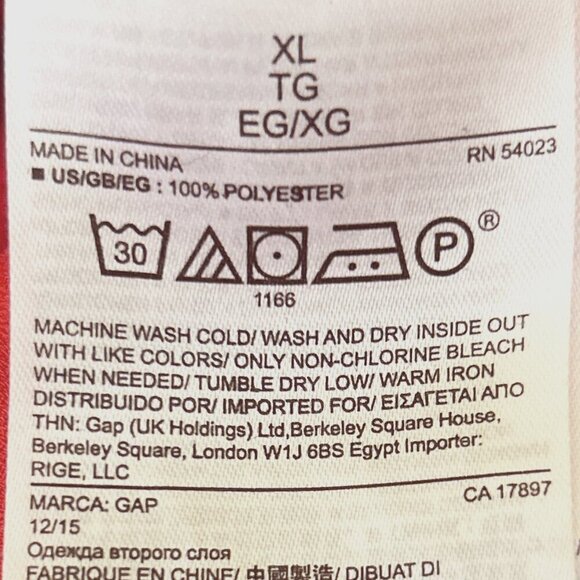 XL
TG
EG/XG
MADE IN CHINA RN 54023
■ US/GB/EG : 100% POLYESTER
30 P ®
1166
MACHINE WASH COLD/ WASH AND DRY INSIDE OUT
WITH LIKE COLORS/ ONLY NON-CHLORINE BLEACH
WHEN NEEDED/ TUMBLE DRY LOW/ WARM IRON
DISTRIBUIDO POR/ IMPORTED FOR/ ΕΙΣΑΓΕΤΑΙ ΑΠΟ
ΤΗΝ: Gap (UK Holdings) Ltd,Berkeley Square House,
Berkeley Square, London W1J 6BS Egypt Importer:
RIGE, LLC
MARCA: GAP CA 17897
12/15
Одежда второго слоя
FABRIQUE EN CHINE/ 中國製造/ DIBUAT DI